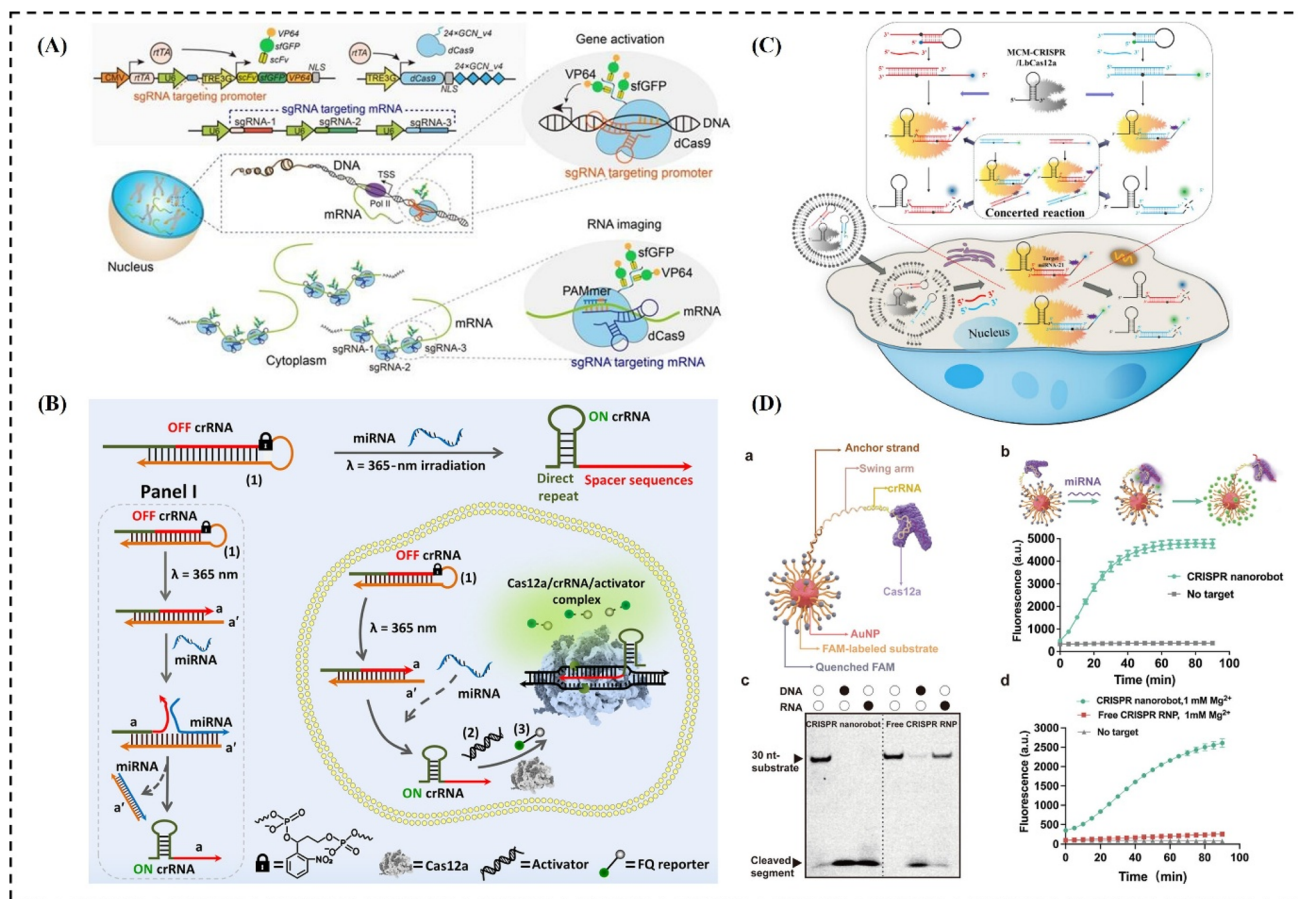 (A)
VP64
sfGFP
scFv
24×GCN_v4
dCas9
rtTA
rtTA
24×GCN_v4
CMV
rtTA
U6
TRE3G
scFv
sfGFP
VP64
NLS
TRE3G
dCas9
NLS
sgRNA targeting promoter
sgRNA targeting mRNA
U6
sgRNA-1
U6
sgRNA-2
U6
sgRNA-3
Gene activation
VP64
sfGFP
DNA
dCas9
sgRNA targeting promoter
DNA
TSS
Pol II
mRNA
Nucleus
RNA imaging
sfGFP
VP64
PAMmer
mRNA
dCas9
sgRNA targeting mRNA
mRNA
sgRNA-1
sgRNA-2
sgRNA-3
Cytoplasm
(B)
OFF crRNA
(1)
miRNA
λ = 365-nm irradiation
ON crRNA
Direct
repeat
Spacer sequences
Panel I
OFF crRNA
(1)
λ = 365 nm
a
a'
miRNA
a
miRNA
a'
miRNA
a'
a
ON crRNA
OFF crRNA
(1)
λ = 365 nm
a
a'
miRNA
(2)
(3)
ON crRNA
Cas12a/crRNA/activator
complex
NO₂
=
=Cas12a
=Activator
= FQ reporter
(C)
MCM-CRISPR
/LbCas12a
Concerted reaction
Target
miRNA-21
Nucleus
(D)
a
Anchor strand
Swing arm
crRNA
Cas12a
AuNP
FAM-labeled substrate
Quenched FAM
b
miRNA
Fluorescence (a.u.)
5000
4000
3000
2000
1000
0
CRISPR nanorobot
No target
0 20 40 60 80 100
Time (min)
c
DNA
RNA
CRISPR nanorobot
Free CRISPR RNP
30 nt-
substrate
Cleaved
segment
d
CRISPR nanorobot,1 mM Mg²⁺
Free CRISPR RNP, 1mM Mg²⁺
No target
Fluorescence (a.u.)
2500
2000
1500
1000
500
0
0 20 40 60 80 100
Time (min)